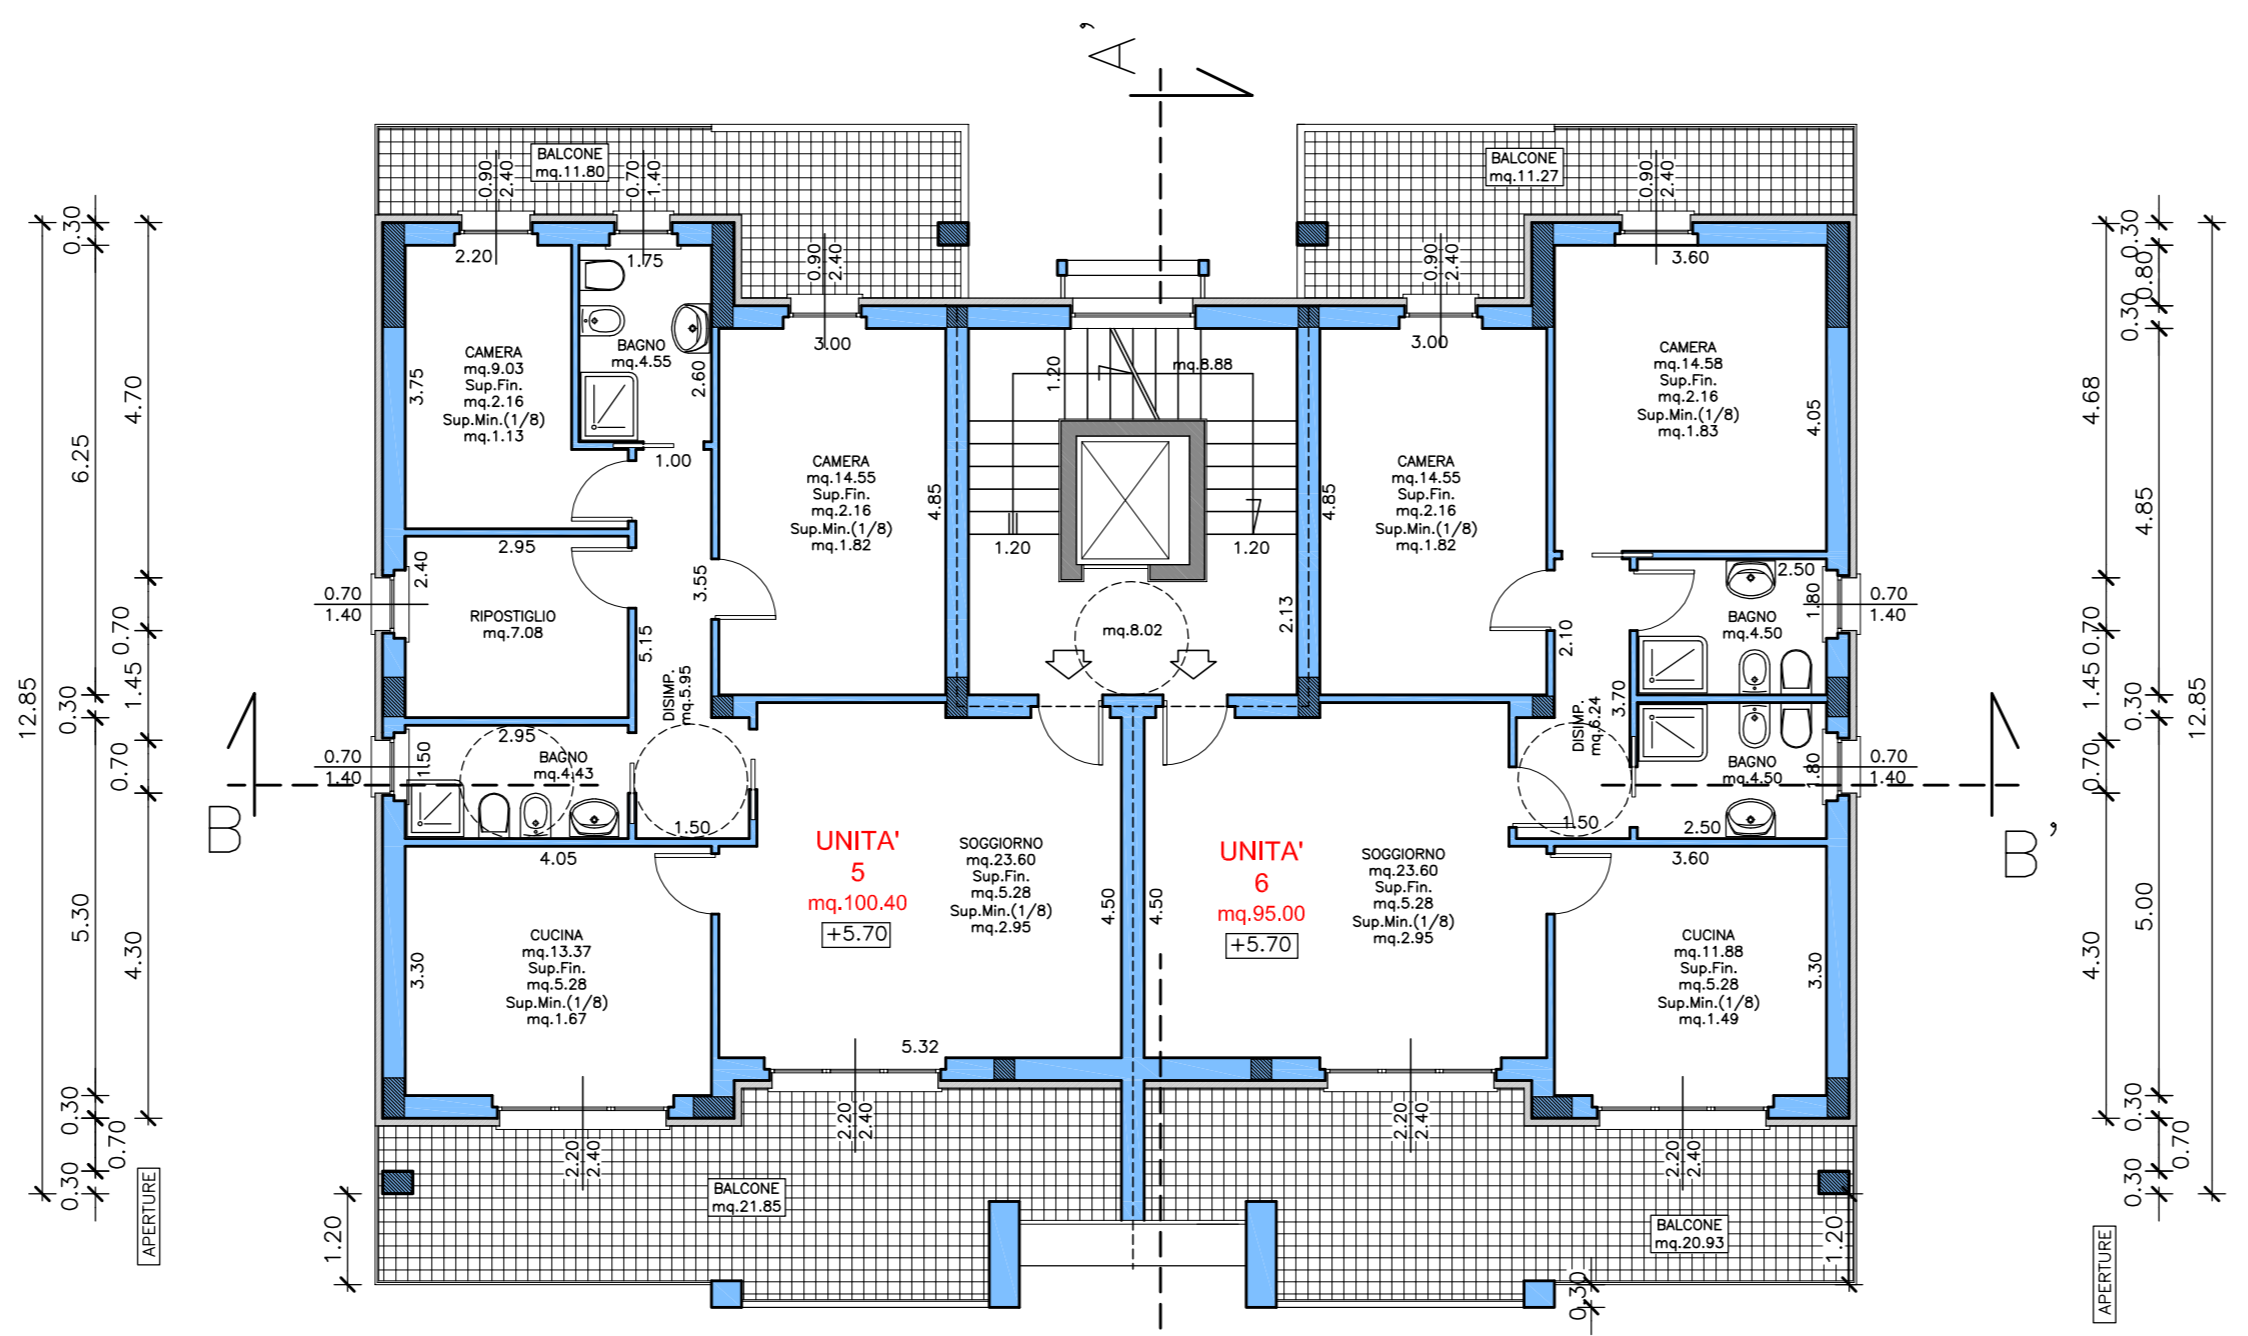 A'
BALCONE
mq.11.80
0.90
2.40
0.70
1.40
BALCONE
mq.11.27
0.90
2.40
0.90
2.40
0.90
2.40
2.20
1.75
3.00
3.00
3.60
CAMERA
mq.9.03
Sup.Fin.
mq.2.16
Sup.Min.(1/8)
mq.1.13
3.75
BAGNO
mq.4.55
2.60
1.00
CAMERA
mq.14.55
Sup.Fin.
mq.2.16
Sup.Min.(1/8)
mq.1.82
4.85
1.20
mq.8.88
1.20
1.20
4.85
CAMERA
mq.14.55
Sup.Fin.
mq.2.16
Sup.Min.(1/8)
mq.1.82
CAMERA
mq.14.58
Sup.Fin.
mq.2.16
Sup.Min.(1/8)
mq.1.83
4.05
2.95
2.40
RIPOSTIGLIO
mq.7.08
3.55
5.15
DISIMP.
mq.5.95
mq.8.02
2.13
2.10
2.50
1.80
BAGNO
mq.4.50
3.70
DISIMP.
mq.6.24
0.70
1.40
0.70
1.40
0.70
1.40
0.70
1.40
2.95
1.50
BAGNO
mq.4.43
1.50
BAGNO
mq.4.50
1.80
2.50
1.50
B
B'
4.05
3.60
UNITA'
5
mq.100.40
+5.70
SOGGIORNO
mq.23.60
Sup.Fin.
mq.5.28
Sup.Min.(1/8)
mq.2.95
4.50
4.50
UNITA'
6
mq.95.00
+5.70
SOGGIORNO
mq.23.60
Sup.Fin.
mq.5.28
Sup.Min.(1/8)
mq.2.95
CUCINA
mq.13.37
Sup.Fin.
mq.5.28
Sup.Min.(1/8)
mq.1.67
3.30
CUCINA
mq.11.88
Sup.Fin.
mq.5.28
Sup.Min.(1/8)
mq.1.49
3.30
5.32
2.20
2.40
2.20
2.40
2.20
2.40
2.20
2.40
BALCONE
mq.21.85
BALCONE
mq.20.93
1.20
1.20
0.30
12.85
0.30
6.25
0.30
5.30
0.30
0.70
0.30
4.70
0.70
1.45
0.70
4.30
APERTURE
4.68
0.70
1.45
0.70
4.30
APERTURE
0.30
0.80
0.30
4.85
0.30
5.00
0.30
0.70
0.30
12.85